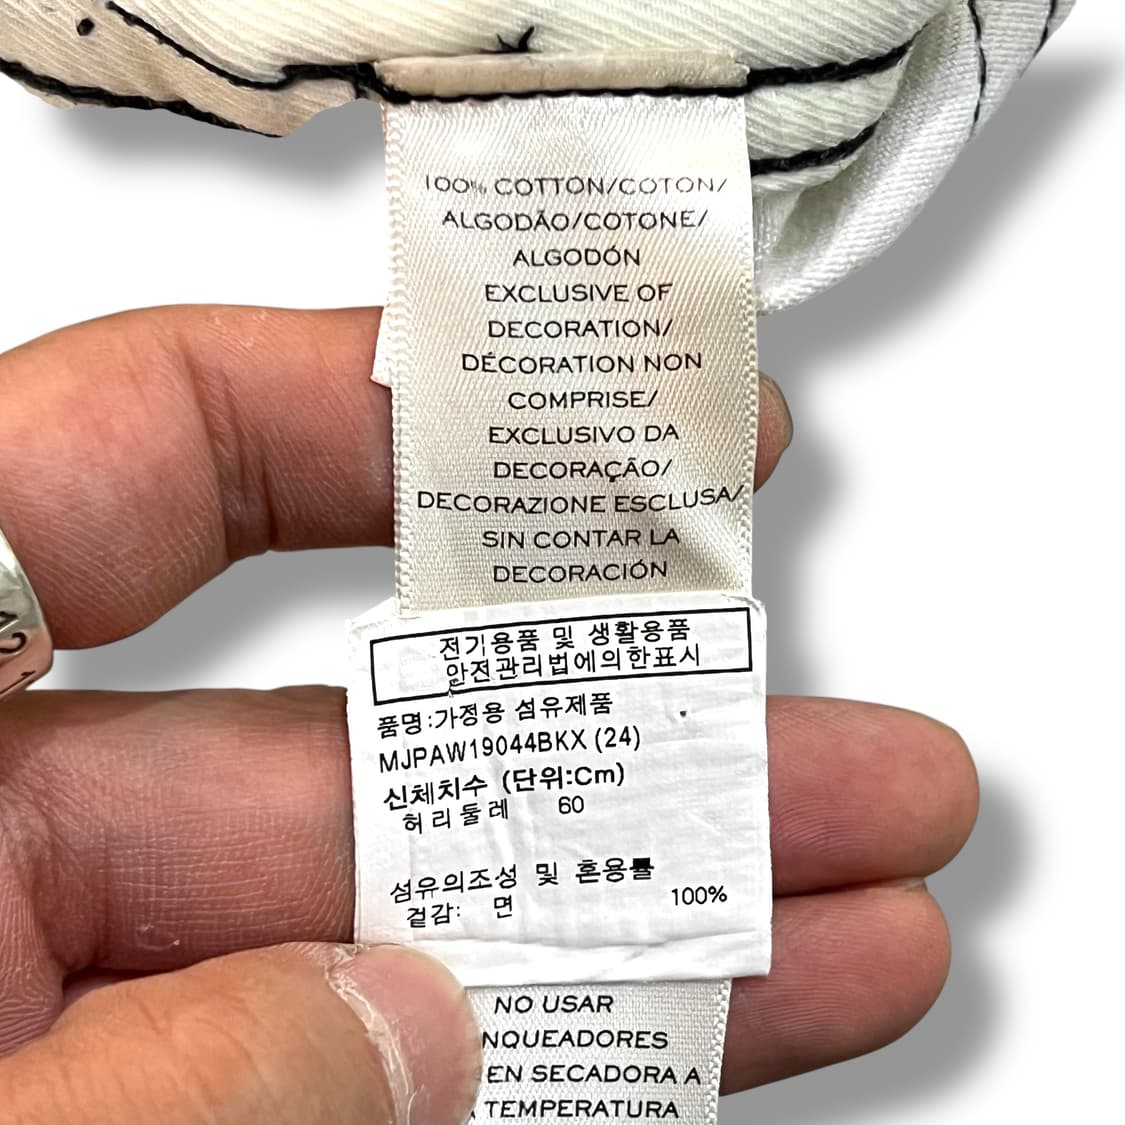 100% COTTON/COTON/
ALGODÃO/COTONE/
ALGODÓN
EXCLUSIVE OF
DECORATION/
DÉCORATION NON
COMPRISE/
EXCLUSIVO DA
DECORAÇÃO/
DECORAZIONE ESCLUSA/
SIN CONTAR LA
DECORACIÓN
전기용품 및 생활용품
안전관리법에의한표시
품명:가정용 섬유제품
MJPAW19044BKX (24)
신체치수 (단위:Cm)
허리둘레 60
섬유의조성 및 혼용률
겉감: 면 100%
NO USAR
NQUEADORES
EN SECADORA A
TEMPERATURA